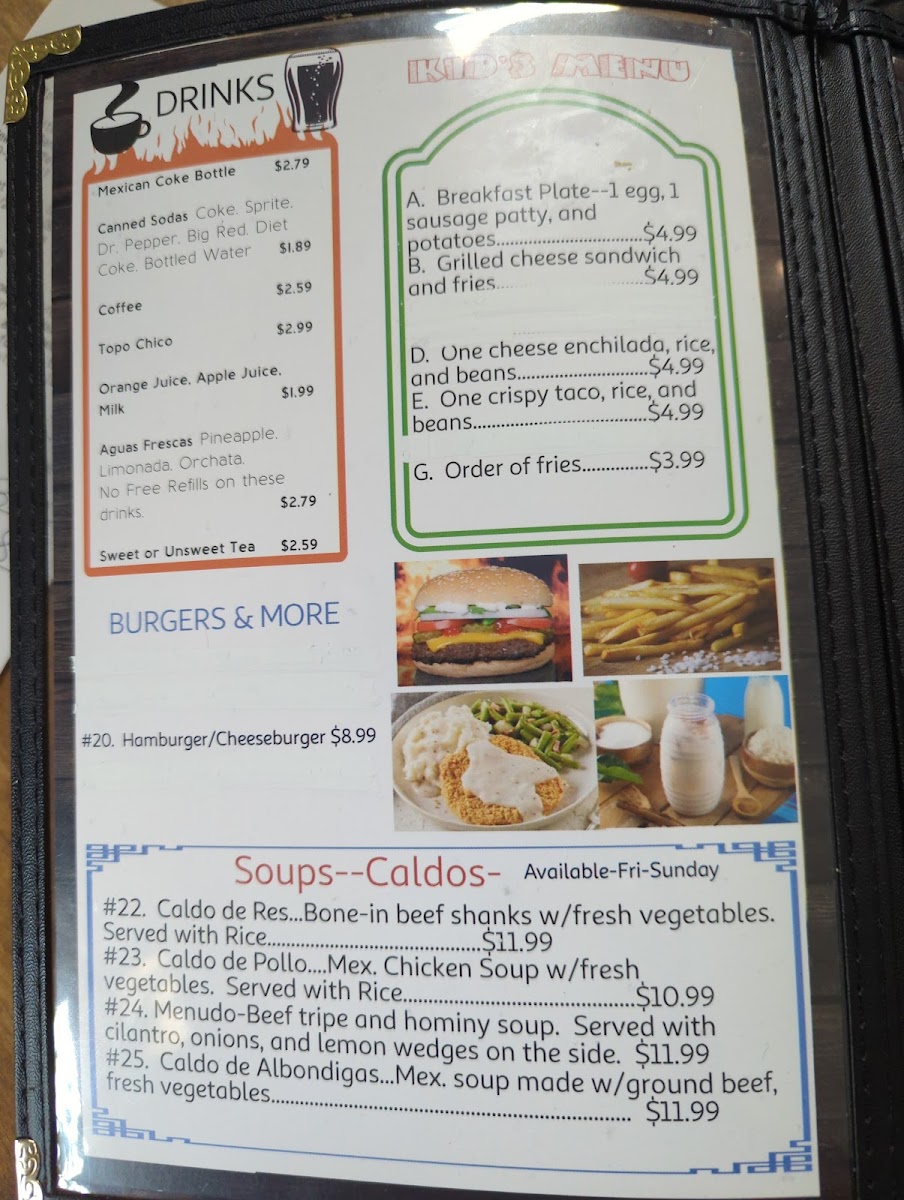 DRINKS
Mexican Coke Bottle $2.79
Canned Sodas Coke. Sprite.
Dr. Pepper. Big Red. Diet
Coke. Bottled Water $1.89
Coffee $2.59
Topo Chico $2.99
Orange Juice. Apple Juice.
Milk $1.99
Aguas Frescas Pineapple.
Limonada. Orchata.
No Free Refills on these
drinks. $2.79
Sweet or Unsweet Tea $2.59
KID'S MENU
A. Breakfast Plate--1 egg, 1
sausage patty, and
potatoes..............................$4.99
B. Grilled cheese sandwich
and fries..............................$4.99
D. One cheese enchilada, rice,
and beans...........................$4.99
E. One crispy taco, rice, and
beans....................................$4.99
G. Order of fries..............$3.99
BURGERS & MORE
#20. Hamburger/Cheeseburger $8.99
Soups--Caldos- Available-Fri-Sunday
#22. Caldo de Res...Bone-in beef shanks w/fresh vegetables.
Served with Rice........................................$11.99
#23. Caldo de Pollo....Mex. Chicken Soup w/fresh
vegetables. Served with Rice...........................................$10.99
#24. Menudo-Beef tripe and hominy soup. Served with
cilantro, onions, and lemon wedges on the side. $11.99
#25. Caldo de Albondigas...Mex. soup made w/ground beef,
fresh vegetables.................................................................. $11.99